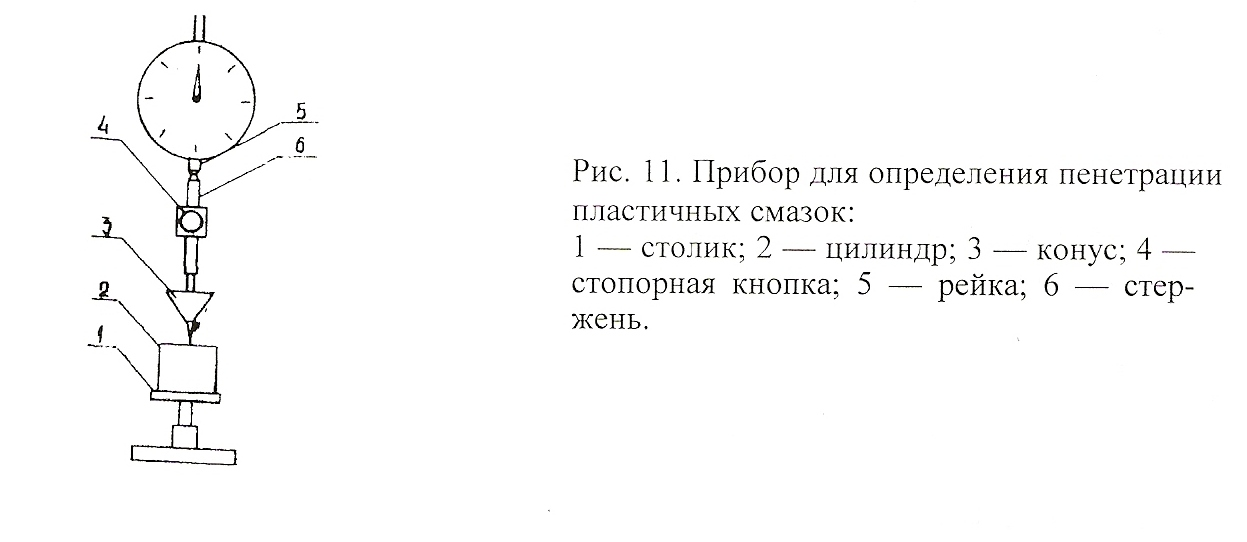 5
4
6
3
2
1
Рис. 11. Прибор для определения пенетрации
пластичных смазок:
1 — столик; 2 — цилиндр; 3 — конус; 4 —
стопорная кнопка; 5 — рейка; 6 — стер-
жень.